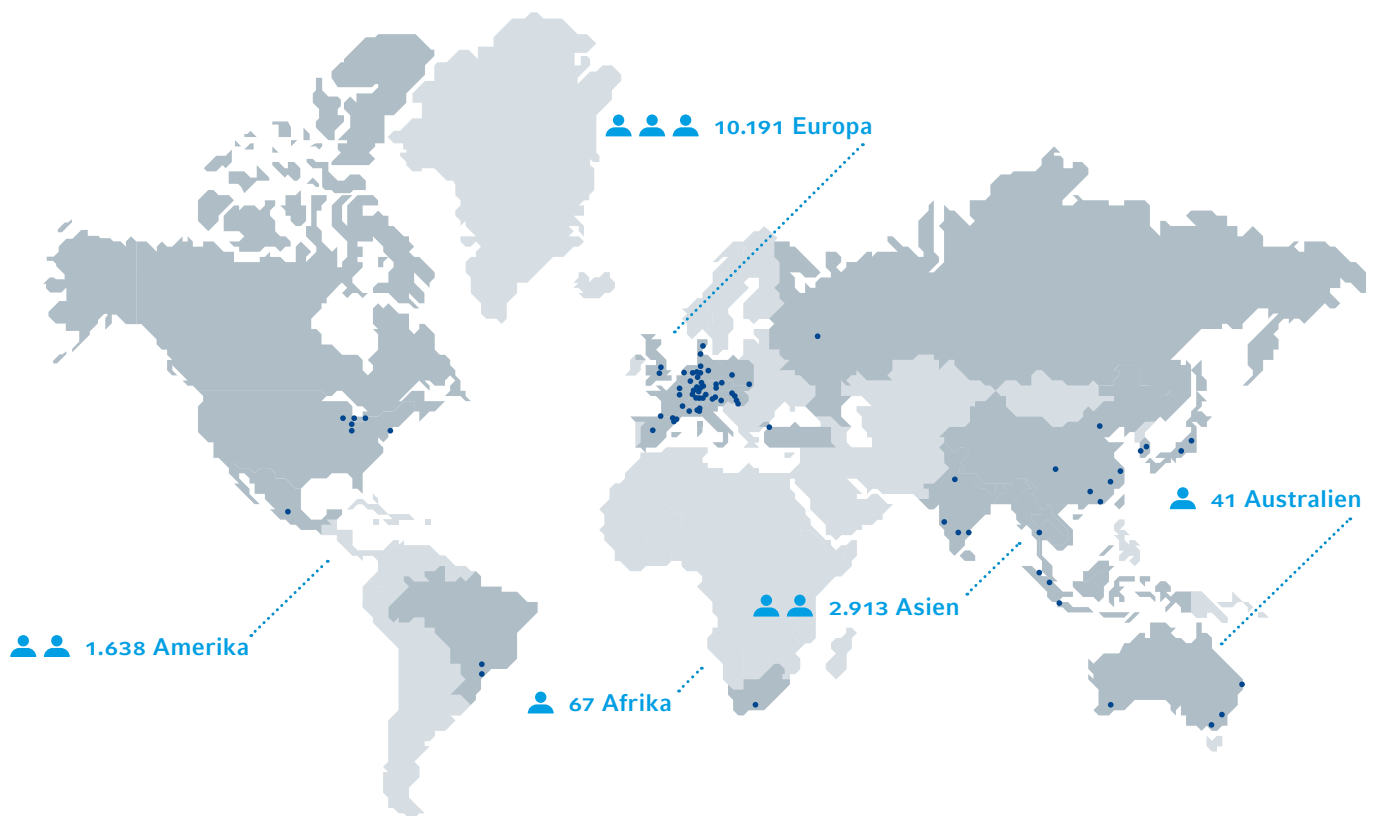 10.191 Europa
41 Australien
2.913 Asien
1.638 Amerika
67 Afrika